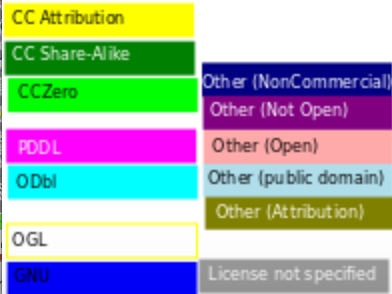 CC Attribution
CC Share-Alike
CCZero
PDDL
ODbl
OGL
GNU
Other (NonCommercial)
Other (Not Open)
Other (Open)
Other (public domain)
Other (Attribution)
License not specified